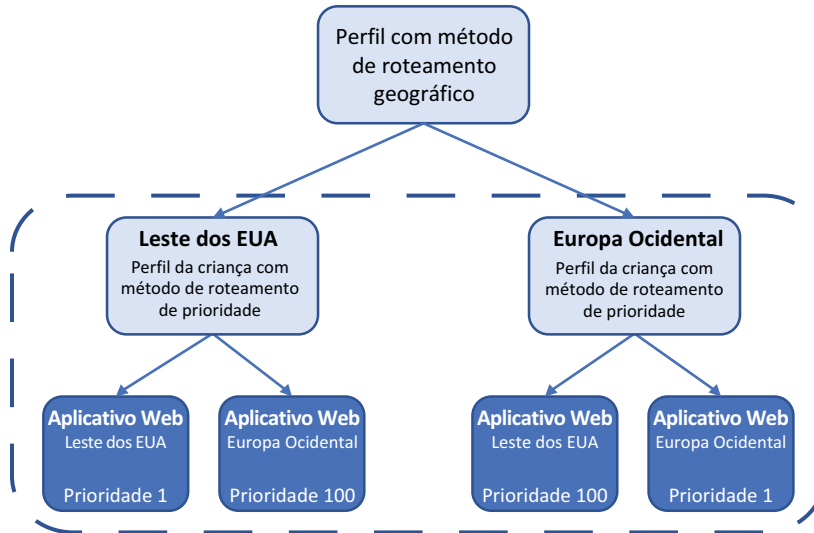 Perfil com método
de roteamento
geográfico
Leste dos EUA
Perfil da criança com
método de roteamento
de prioridade
Europa Ocidental
Perfil da criança com
método de roteamento
de prioridade
Aplicativo Web
Leste dos EUA
Prioridade 1
Aplicativo Web
Europa Ocidental
Prioridade 100
Aplicativo Web
Leste dos EUA
Prioridade 100
Aplicativo Web
Europa Ocidental
Prioridade 1